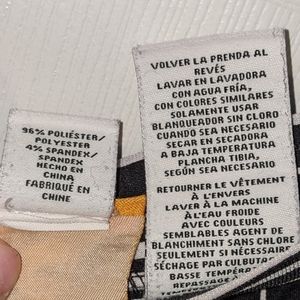 96% POLIÉSTER/
POLYESTER
4% SPANDEX/
SPANDEX
HECHO EN
CHINA
FABRIQUÉ EN
CHINE
VOLVER LA PRENDA AL
REVÉS
LAVAR EN LAVADORA
CON AGUA FRÍA,
CON COLORES SIMILARES
SOLAMENTE USAR
BLANQUEADOR SIN CLORO
CUANDO SEA NECESARIO
SECAR EN SECADORA
A BAJA TEMPERATURA
PLANCHA TIBIA,
SEGÚN SEA NECESARIO
RETOURNER LE VÊTEMENT
À L'ENVERS
LAVER À LA MACHINE
À L'EAU FROIDE
AVEC COULEURS
SEMBLABLES AGENT DE
BLANCHIMENT SANS CHLORE
SEULEMENT SI NÉCESSAIRE
SÉCHAGE PAR CULBUTAGE
BASSE TEMPÉRATURE
REPASSAGE À